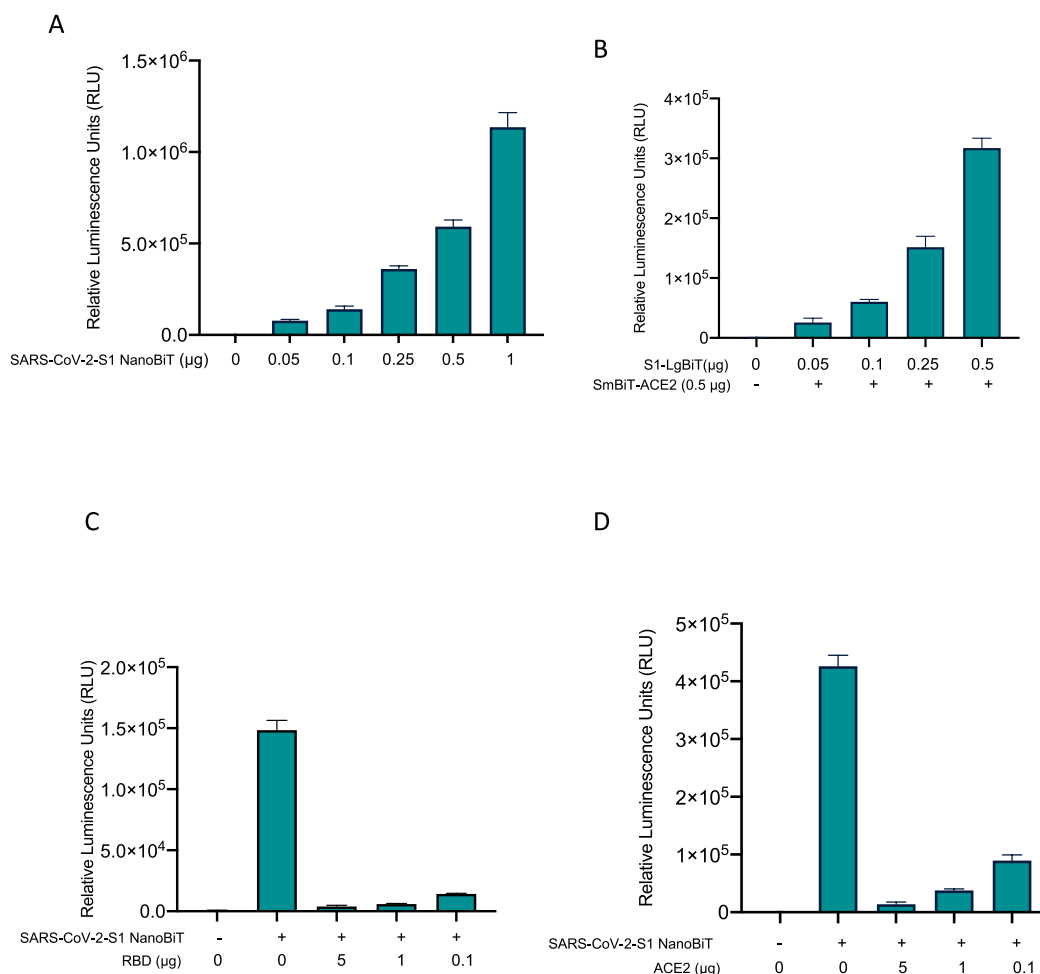 A
Relative Luminescence Units (RLU)
1.5×10⁶
1.0×10⁶
5.0×10⁵
0.0
SARS-CoV-2-S1 NanoBiT (µg) 0 0.05 0.1 0.25 0.5 1
B
Relative Luminescence Units (RLU)
4×10⁵
3×10⁵
2×10⁵
1×10⁵
0
S1-LgBiT(µg) 0 0.05 0.1 0.25 0.5
SmBiT-ACE2 (0.5 µg) - + + + +
C
Relative Luminescence Units (RLU)
2.0×10⁵
1.5×10⁵
1.0×10⁵
5.0×10⁴
0.0
SARS-CoV-2-S1 NanoBiT - + + + +
RBD (µg) 0 0 5 1 0.1
D
Relative Luminescence Units (RLU)
5×10⁵
4×10⁵
3×10⁵
2×10⁵
1×10⁵
0
SARS-CoV-2-S1 NanoBiT - + + + +
ACE2 (µg) 0 0 5 1 0.1